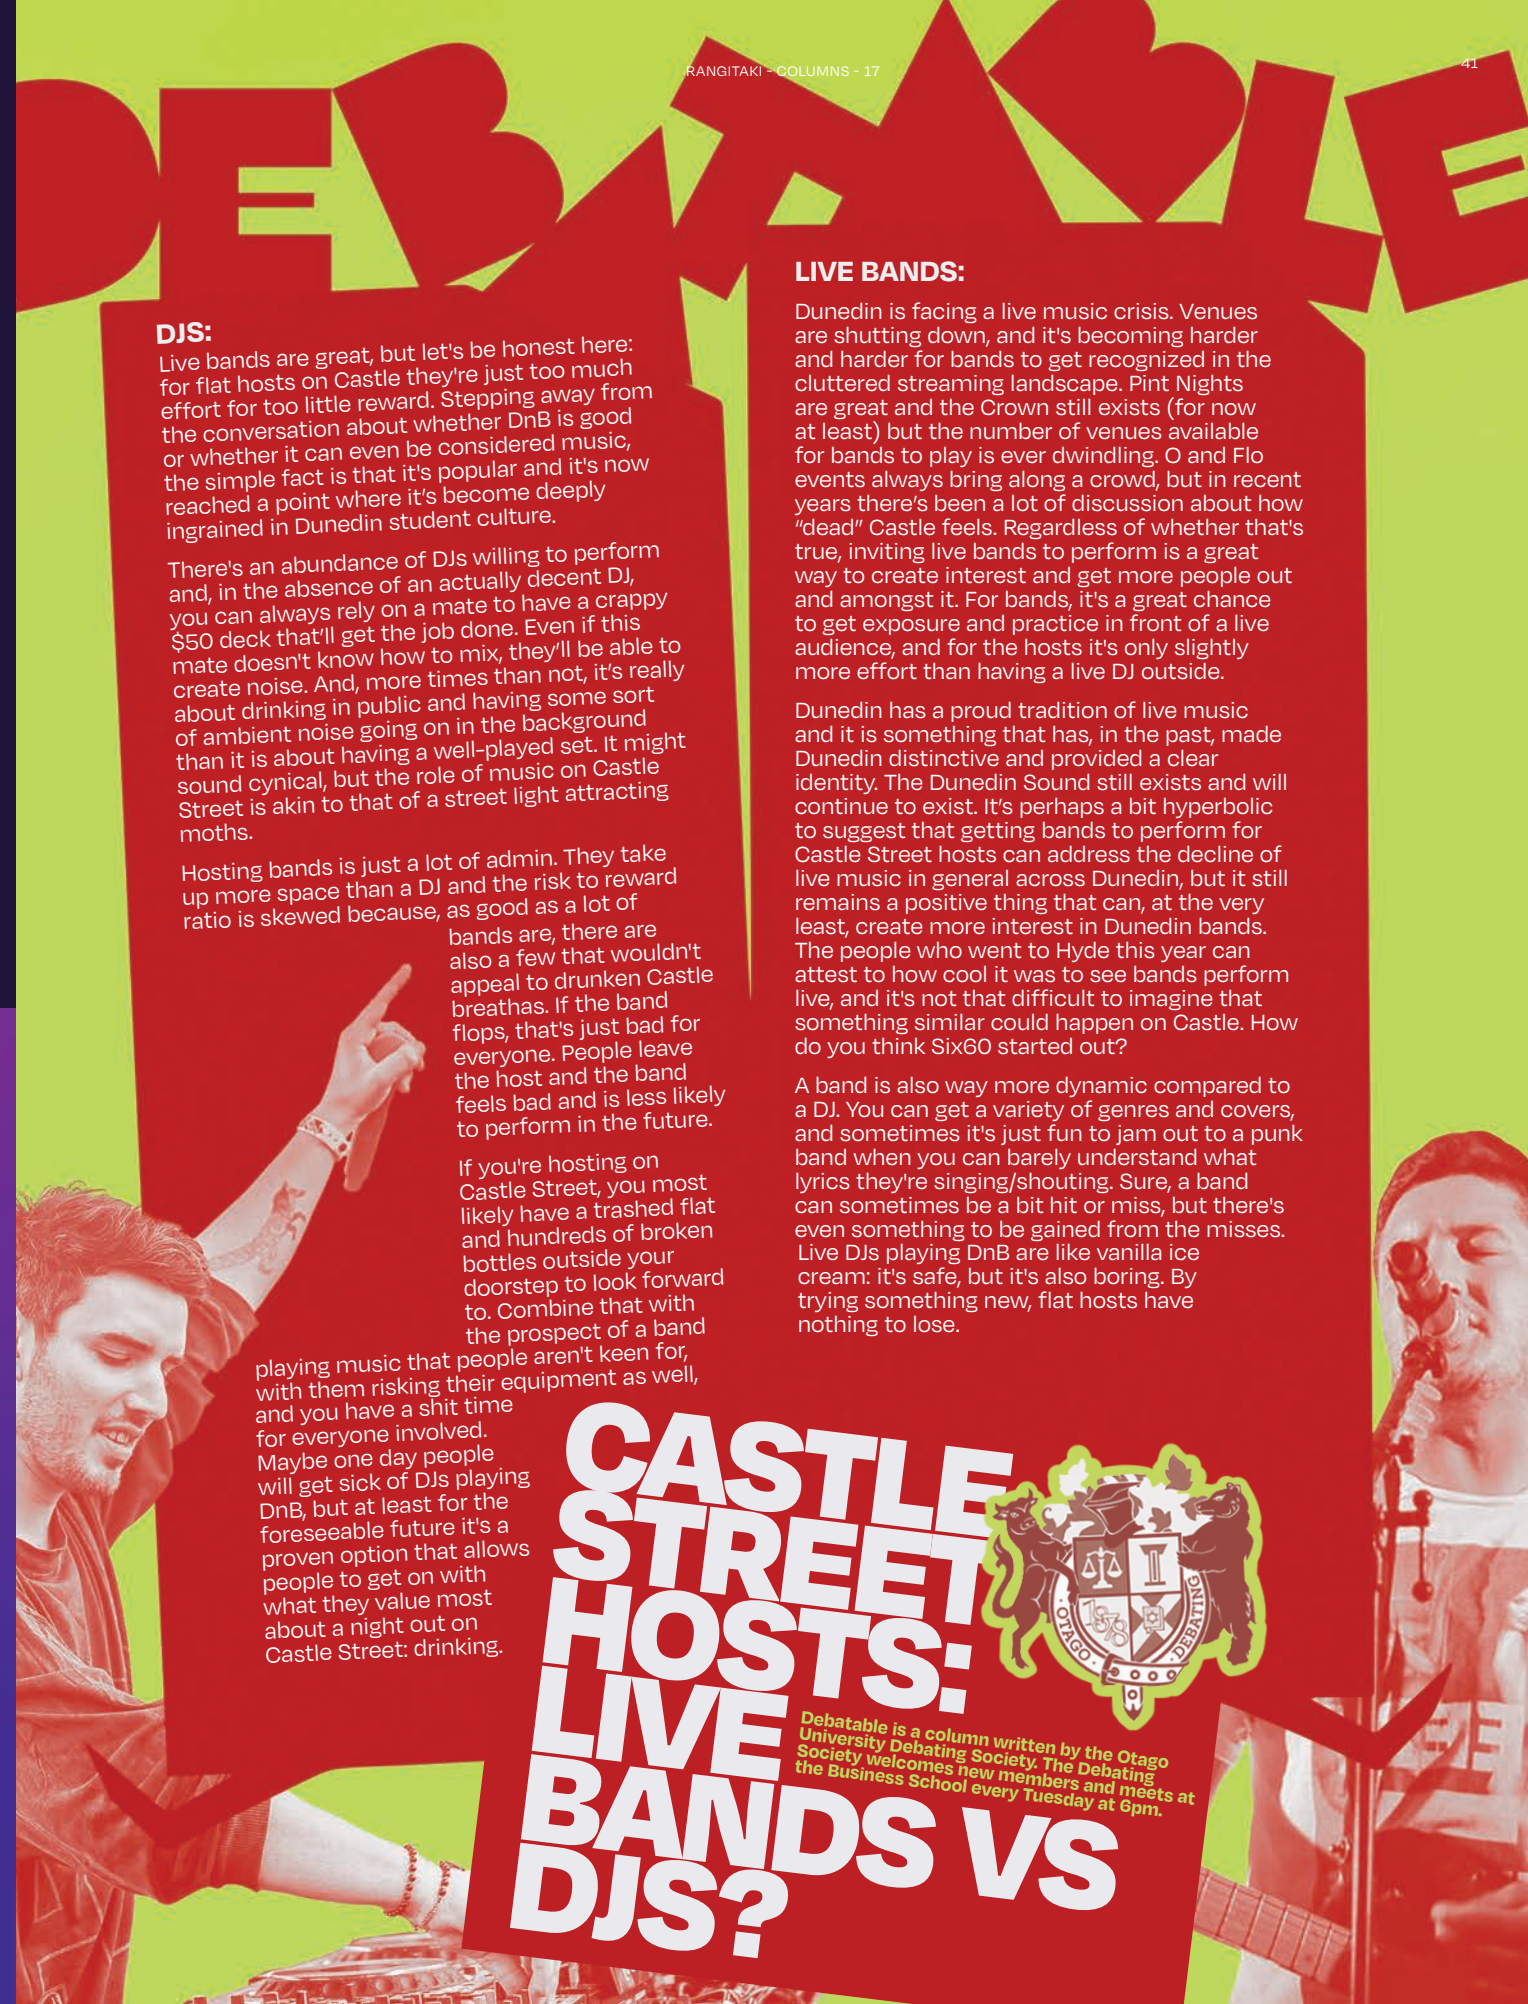 RANGITAKI - COLUMNS - 17
41
DEBATABLE
DJS:
Live bands are great, but let's be honest here:
for flat hosts on Castle they're just too much
effort for too little reward. Stepping away from
the conversation about whether DnB is good
or whether it can even be considered music,
the simple fact is that it's popular and it's now
reached a point where it’s become deeply
ingrained in Dunedin student culture.
There's an abundance of DJs willing to perform
and, in the absence of an actually decent DJ,
you can always rely on a mate to have a crappy
$50 deck that’ll get the job done. Even if this
mate doesn't know how to mix, they’ll be able to
create noise. And, more times than not, it’s really
about drinking in public and having some sort
of ambient noise going on in the background
than it is about having a well-played set. It might
sound cynical, but the role of music on Castle
Street is akin to that of a street light attracting
moths.
Hosting bands is just a lot of admin. They take
up more space than a DJ and the risk to reward
ratio is skewed because, as good as a lot of
bands are, there are
also a few that wouldn't
appeal to drunken Castle
breathas. If the band
flops, that's just bad for
everyone. People leave
the host and the band
feels bad and is less likely
to perform in the future.
If you're hosting on
Castle Street, you most
likely have a trashed flat
and hundreds of broken
bottles outside your
doorstep to look forward
to. Combine that with
the prospect of a band
playing music that people aren't keen for,
with them risking their equipment as well,
and you have a shit time
for everyone involved.
Maybe one day people
will get sick of DJs playing
DnB, but at least for the
foreseeable future it's a
proven option that allows
people to get on with
what they value most
about a night out on
Castle Street: drinking.
LIVE BANDS:
Dunedin is facing a live music crisis. Venues
are shutting down, and it's becoming harder
and harder for bands to get recognized in the
cluttered streaming landscape. Pint Nights
are great and the Crown still exists (for now
at least) but the number of venues available
for bands to play is ever dwindling. O and Flo
events always bring along a crowd, but in recent
years there’s been a lot of discussion about how
“dead” Castle feels. Regardless of whether that's
true, inviting live bands to perform is a great
way to create interest and get more people out
and amongst it. For bands, it's a great chance
to get exposure and practice in front of a live
audience, and for the hosts it's only slightly
more effort than having a live DJ outside.
Dunedin has a proud tradition of live music
and it is something that has, in the past, made
Dunedin distinctive and provided a clear
identity. The Dunedin Sound still exists and will
continue to exist. It’s perhaps a bit hyperbolic
to suggest that getting bands to perform for
Castle Street hosts can address the decline of
live music in general across Dunedin, but it still
remains a positive thing that can, at the very
least, create more interest in Dunedin bands.
The people who went to Hyde this year can
attest to how cool it was to see bands perform
live, and it's not that difficult to imagine that
something similar could happen on Castle. How
do you think Six60 started out?
A band is also way more dynamic compared to
a DJ. You can get a variety of genres and covers,
and sometimes it's just fun to jam out to a punk
band when you can barely understand what
lyrics they're singing/shouting. Sure, a band
can sometimes be a bit hit or miss, but there's
even something to be gained from the misses.
Live DJs playing DnB are like vanilla ice
cream: it's safe, but it's also boring. By
trying something new, flat hosts have
nothing to lose.
CASTLE
STREET
HOSTS:
LIVE
BANDS VS
DJS?
1878
OTAGO · DEBATING
Debatable is a column written by the Otago
University Debating Society. The Debating
Society welcomes new members and meets at
the Business School every Tuesday at 6pm.